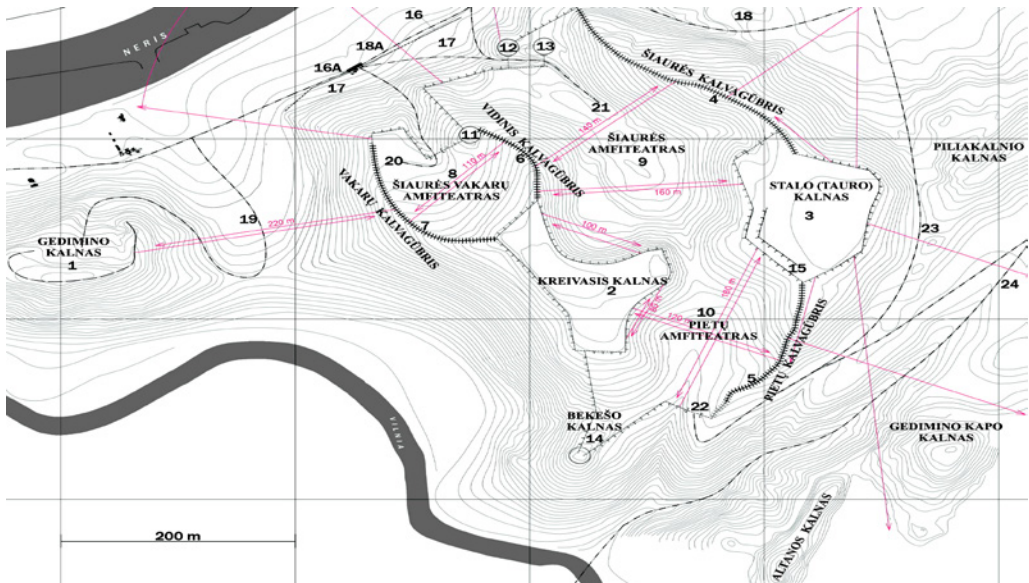 NERIS
16
17
18A
16A
17
12
13
18
ŠIAURĖS KALVAGŪBRIS
4
21
140 m
11
VIDINIS KALVAGŪBRIS
6
ŠIAURĖS
AMFITEATRAS
9
PILIAKALNIO
KALNAS
20
110 m
8
ŠIAURĖS VAKARŲ
AMFITEATRAS
160 m
STALO (TAURO)
KALNAS
3
VAKARŲ KALVAGŪBRIS
7
19
220 m
100 m
23
GEDIMINO
KALNAS
1
15
24
KREIVASIS KALNAS
2
10
PIETŲ
AMFITEATRAS
120 m
PIETŲ KALVAGŪBRIS
5
22
BEKEŠO
KALNAS
14
GEDIMINO KAPO
KALNAS
VILNIA
ALTANOS KALNAS
200 m